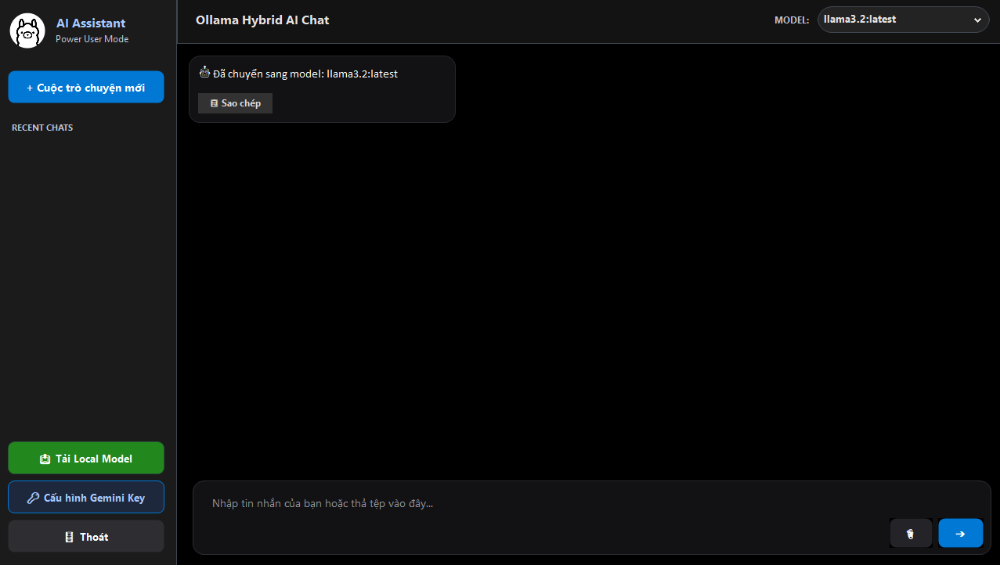 AI Assistant
Power User Mode
+ Cuộc trò chuyện mới
RECENT CHATS
Tải Local Model
Cấu hình Gemini Key
Thoát
Ollama Hybrid AI Chat
MODEL:
llama3.2:latest
Đã chuyển sang model: llama3.2:latest
Sao chép
Nhập tin nhắn của bạn hoặc thả tệp vào đây...